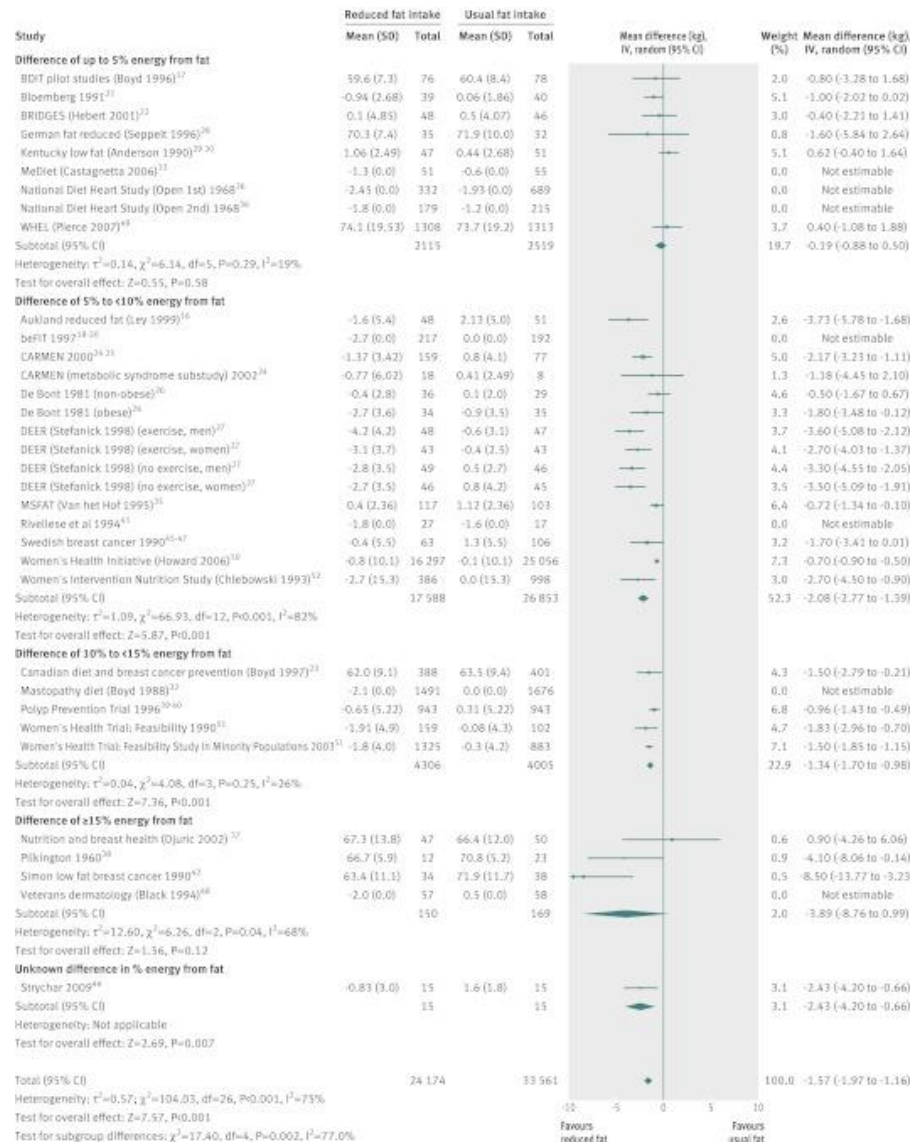 Reduced fat intake Usual fat intake
Study Mean (SD) Total Mean (SD) Total Mean difference (kg), IV, random (95% CI) Weight (%) Mean difference (kg), IV, random (95% CI)
Difference of up to 5% energy from fat
BDIT pilot studies (Boyd 1996) 59.6 (7.3) 76 60.4 (8.4) 78 2.0 -0.80 (-3.28 to 1.68)
Bloemberg 1991 -0.94 (2.68) 39 0.06 (1.86) 40 5.1 -1.00 (-2.02 to 0.02)
BRIDGES (Hebert 2001) 0.1 (4.85) 48 0.5 (4.07) 46 3.0 -0.40 (-2.21 to 1.41)
German fat reduced (Seppelt 1996) 70.3 (7.4) 35 71.9 (10.0) 32 0.8 -1.60 (-5.84 to 2.64)
Kentucky low fat (Anderson 1990) 1.06 (2.49) 47 0.44 (2.68) 51 5.1 0.62 (-0.40 to 1.64)
MeDiet (Castagnetta 2006) -1.3 (0.0) 51 -0.6 (0.0) 55 0.0 Not estimable
National Diet Heart Study (Open 1st) 1968 -2.45 (0.0) 332 -1.93 (0.0) 689 0.0 Not estimable
National Diet Heart Study (Open 2nd) 1968 -1.8 (0.0) 179 -1.2 (0.0) 215 0.0 Not estimable
WHEL (Pierce 2007) 74.1 (19.53) 1308 73.7 (19.2) 1313 3.7 0.40 (-1.08 to 1.88)
Subtotal (95% CI) 2115 2519 19.7 -0.19 (-0.88 to 0.50)
Heterogeneity: τ²=0.14, χ²=6.14, df=5, P=0.29, I²=19%
Test for overall effect: Z=0.55, P=0.58
Difference of 5% to <10% energy from fat
Aukland reduced fat (Ley 1999) -1.6 (5.4) 48 2.13 (5.0) 51 2.6 -3.73 (-5.78 to -1.68)
beFIT 1997 -2.7 (0.0) 217 0.0 (0.0) 192 0.0 Not estimable
CARMEN 2000 -1.37 (3.42) 159 0.8 (4.1) 77 5.0 -2.17 (-3.23 to -1.11)
CARMEN (metabolic syndrome substudy) 2002 -0.77 (6.02) 18 0.41 (2.49) 8 1.3 -1.18 (-4.45 to 2.10)
De Bont 1981 (non-obese) -0.4 (2.8) 36 0.1 (2.0) 29 4.6 -0.50 (-1.67 to 0.67)
De Bont 1981 (obese) -2.7 (3.6) 34 -0.9 (3.5) 35 3.3 -1.80 (-3.48 to -0.12)
DEER (Stefanick 1998) (exercise, men) -4.2 (4.2) 48 -0.6 (3.1) 47 3.7 -3.60 (-5.08 to -2.12)
DEER (Stefanick 1998) (exercise, women) -3.1 (3.7) 43 -0.4 (2.5) 43 4.1 -2.70 (-4.03 to -1.37)
DEER (Stefanick 1998) (no exercise, men) -2.8 (3.5) 49 0.5 (2.7) 46 4.4 -3.30 (-4.55 to -2.05)
DEER (Stefanick 1998) (no exercise, women) -2.7 (3.5) 46 0.8 (4.2) 45 3.5 -3.50 (-5.09 to -1.91)
MSFAT (Van het Hof 1995) 0.4 (2.36) 117 1.12 (2.36) 103 6.4 -0.72 (-1.34 to -0.10)
Rivellese et al 1994 -1.8 (0.0) 27 -1.6 (0.0) 17 0.0 Not estimable
Swedish breast cancer 1990 -0.4 (5.5) 63 1.3 (5.5) 106 3.2 -1.70 (-3.41 to 0.01)
Women's Health Initiative (Howard 2006) -0.8 (10.1) 16 297 -0.1 (10.1) 25 056 7.3 -0.70 (-0.90 to -0.50)
Women's Intervention Nutrition Study (Chlebowski 1993) -2.7 (15.3) 386 0.0 (15.3) 998 3.0 -2.70 (-4.50 to -0.90)
Subtotal (95% CI) 17 588 26 853 52.3 -2.08 (-2.77 to -1.39)
Heterogeneity: τ²=1.09, χ²=66.93, df=12, P<0.001, I²=82%
Test for overall effect: Z=5.87, P<0.001
Difference of 10% to <15% energy from fat
Canadian diet and breast cancer prevention (Boyd 1997) 62.0 (9.1) 388 63.5 (9.4) 401 4.3 -1.50 (-2.79 to -0.21)
Mastopathy diet (Boyd 1988) -2.1 (0.0) 1491 0.0 (0.0) 1676 0.0 Not estimable
Polyp Prevention Trial 1996 -0.65 (5.22) 943 0.31 (5.22) 943 6.8 -0.96 (-1.43 to -0.49)
Women's Health Trial: Feasibility 1990 -1.91 (4.9) 159 -0.08 (4.3) 102 4.7 -1.83 (-2.96 to -0.70)
Women's Health Trial: Feasibility Study in Minority Populations 2003 -1.8 (4.0) 1325 -0.3 (4.2) 883 7.1 -1.50 (-1.85 to -1.15)
Subtotal (95% CI) 4306 4005 22.9 -1.34 (-1.70 to -0.98)
Heterogeneity: τ²=0.04, χ²=4.08, df=3, P=0.25, I²=26%
Test for overall effect: Z=7.36, P<0.001
Difference of ≥15% energy from fat
Nutrition and breast health (Djuric 2002) 67.3 (13.8) 47 66.4 (12.0) 50 0.6 0.90 (-4.26 to 6.06)
Pilkington 1960 66.7 (5.9) 12 70.8 (5.2) 23 0.9 -4.10 (-8.06 to -0.14)
Simon low fat breast cancer 1990 63.4 (11.1) 34 71.9 (11.7) 38 0.5 -8.50 (-13.77 to -3.23
Veterans dermatology (Black 1994) -2.0 (0.0) 57 0.5 (0.0) 58 0.0 Not estimable
Subtotal (95% CI) 150 169 2.0 -3.89 (-8.76 to 0.99)
Heterogeneity: τ²=12.60, χ²=6.26, df=2, P=0.04, I²=68%
Test for overall effect: Z=1.56, P=0.12
Unknown difference in % energy from fat
Strychar 2009 -0.83 (3.0) 15 1.6 (1.8) 15 3.1 -2.43 (-4.20 to -0.66)
Subtotal (95% CI) 15 15 3.1 -2.43 (-4.20 to -0.66)
Heterogeneity: Not applicable
Test for overall effect: Z=2.69, P=0.007
Total (95% CI) 24 174 33 561 100.0 -1.57 (-1.97 to -1.16)
Heterogeneity: τ²=0.57; χ²=104.03, df=26, P<0.001, I²=75%
Test for overall effect: Z=7.57, P<0.001
Test for subgroup differences: χ²=17.40, df=4, P=0.002, I²=77.0%
-10 -5 0 5 10
Favours reduced fat Favours usual fat